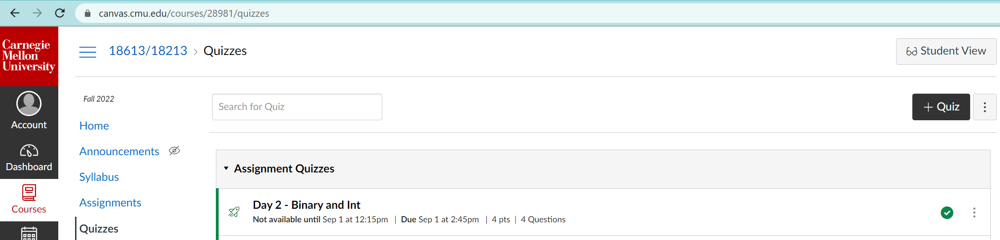 canvas.cmu.edu/courses/28981/quizzes
Carnegie
Mellon
University
18613/18213 > Quizzes
Student View
Account
Dashboard
Courses
Fall 2022
Home
Announcements
Syllabus
Assignments
Quizzes
Search for Quiz
+ Quiz
Assignment Quizzes
Day 2 - Binary and Int
Not available until Sep 1 at 12:15pm | Due Sep 1 at 2:45pm | 4 pts | 4 Questions